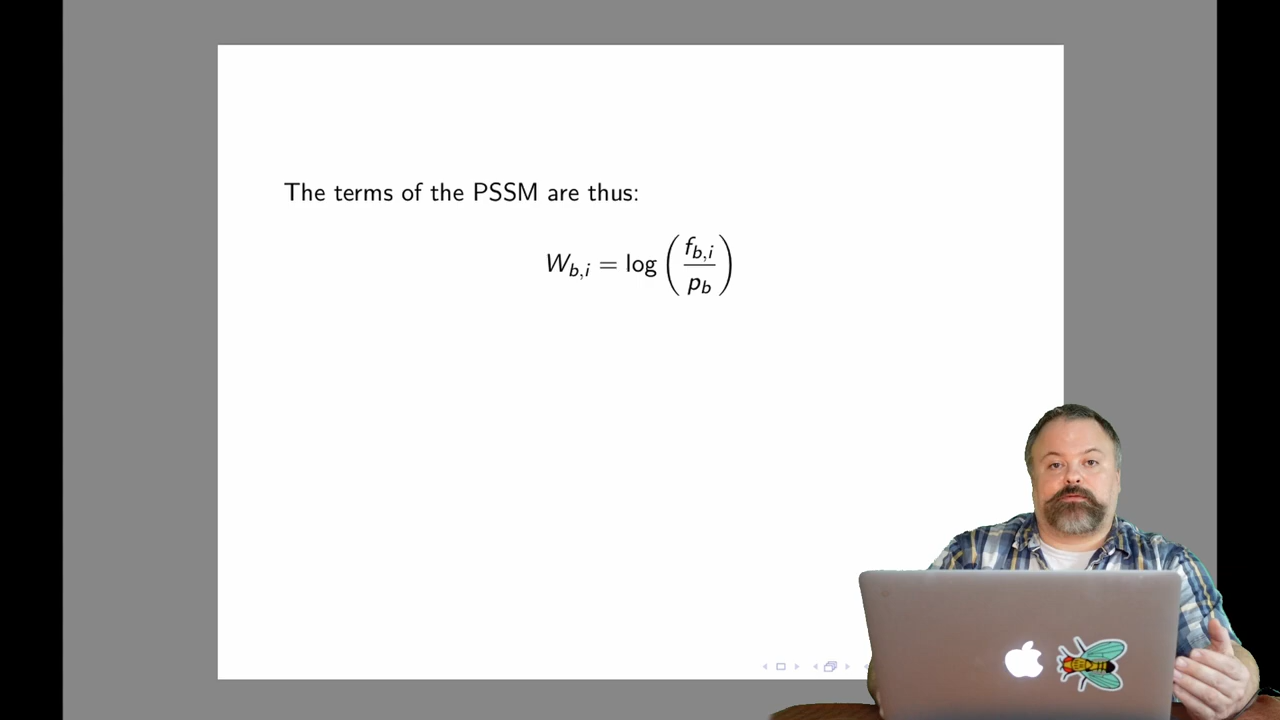 The terms of the PSSM are thus:
W_{b,i} = log ( f_{b,i} / p_b )